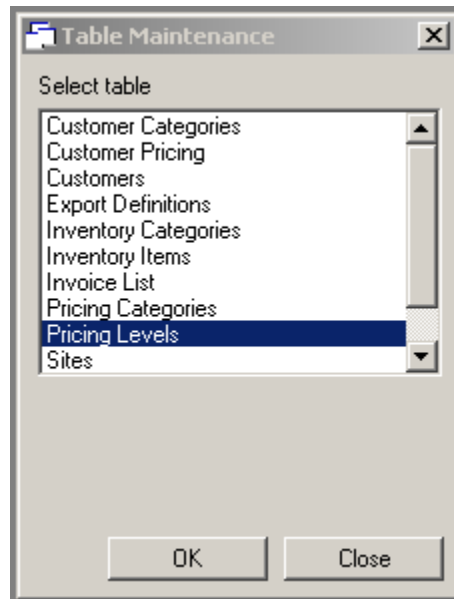 Table Maintenance
Select table
Customer Categories
Customer Pricing
Customers
Export Definitions
Inventory Categories
Inventory Items
Invoice List
Pricing Categories
Pricing Levels
Sites
OK Close